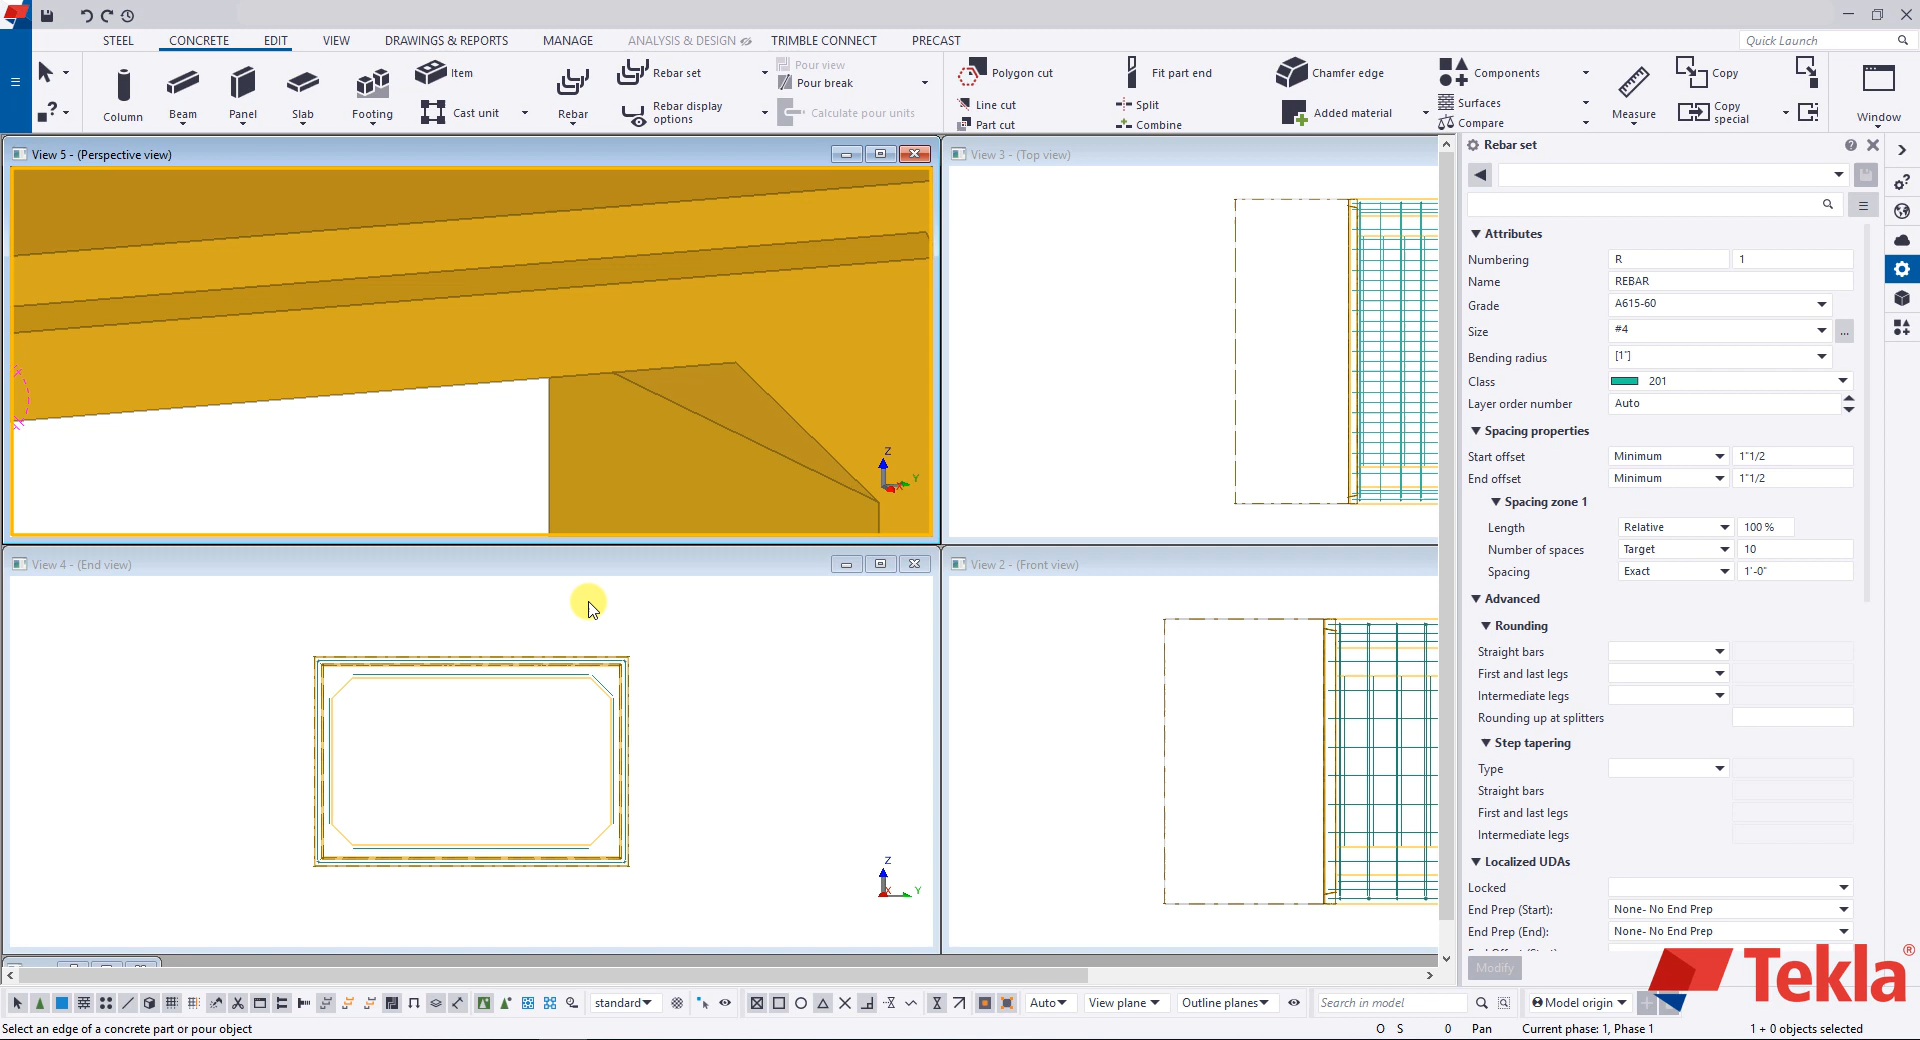 STEEL CONCRETE EDIT VIEW DRAWINGS & REPORTS MANAGE ANALYSIS & DESIGN TRIMBLE CONNECT PRECAST Quick Launch
Column Beam Panel Slab Footing
Item
Cast unit
Rebar
Rebar set
Rebar display options
Pour view
Pour break
Calculate pour units
Polygon cut
Line cut
Part cut
Fit part end
Split
Combine
Chamfer edge
Added material
Components
Surfaces
Compare
Measure
Copy
Copy special
Window
View 5 - (Perspective view)
Z
Y
X
View 3 - (Top view)
View 4 - (End view)
Z
Y
X
View 2 - (Front view)
Rebar set
Attributes
Numbering R 1
Name REBAR
Grade A615-60
Size #4 ...
Bending radius [1"]
Class 201
Layer order number Auto
Spacing properties
Start offset Minimum 1"1/2
End offset Minimum 1"1/2
Spacing zone 1
Length Relative 100 %
Number of spaces Target 10
Spacing Exact 1'-0"
Advanced
Rounding
Straight bars
First and last legs
Intermediate legs
Rounding up at splitters
Step tapering
Type
Straight bars
First and last legs
Intermediate legs
Localized UDAs
Locked
End Prep (Start): None- No End Prep
End Prep (End): None- No End Prep
Modify
Tekla®
standard Auto View plane Outline planes Search in model Model origin
Select an edge of a concrete part or pour object O S 0 Pan Current phase: 1, Phase 1 1 + 0 objects selected